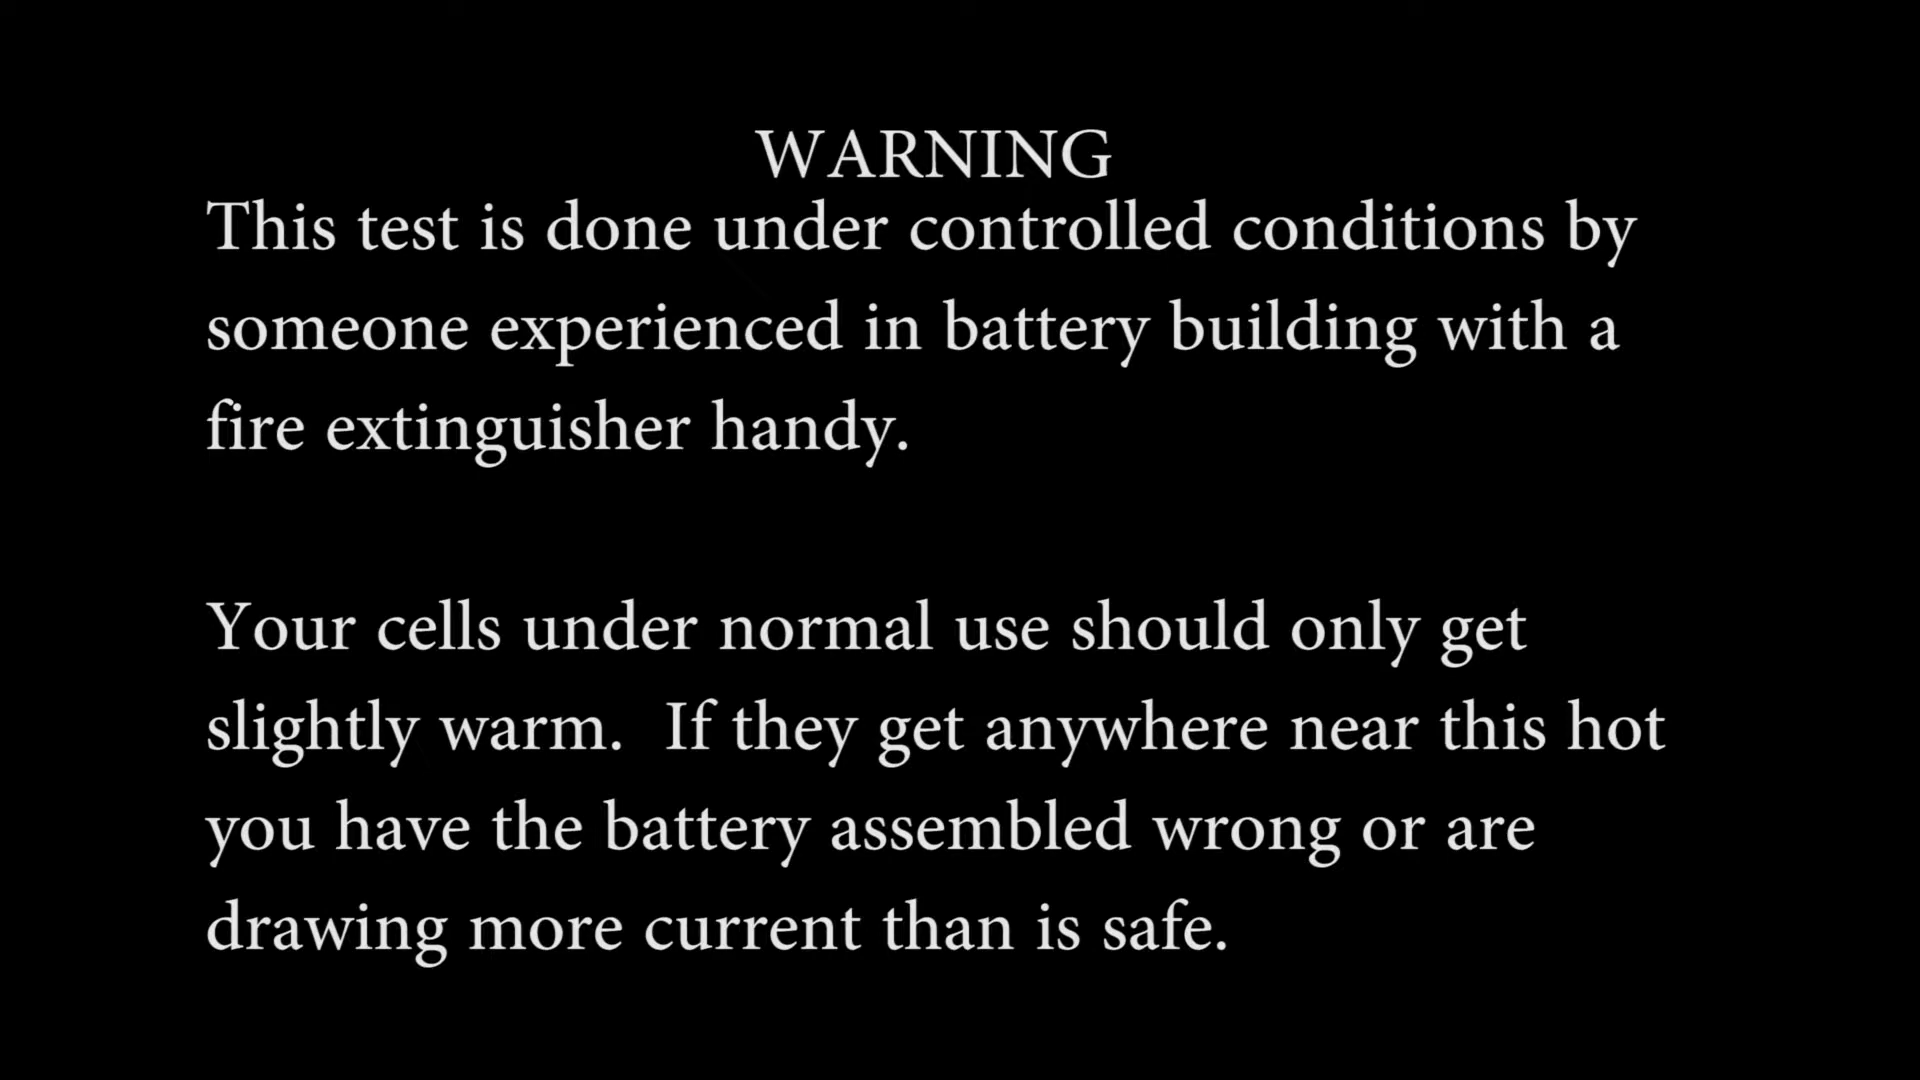 WARNING
This test is done under controlled conditions by
someone experienced in battery building with a
fire extinguisher handy.
Your cells under normal use should only get
slightly warm.  If they get anywhere near this hot
you have the battery assembled wrong or are
drawing more current than is safe.